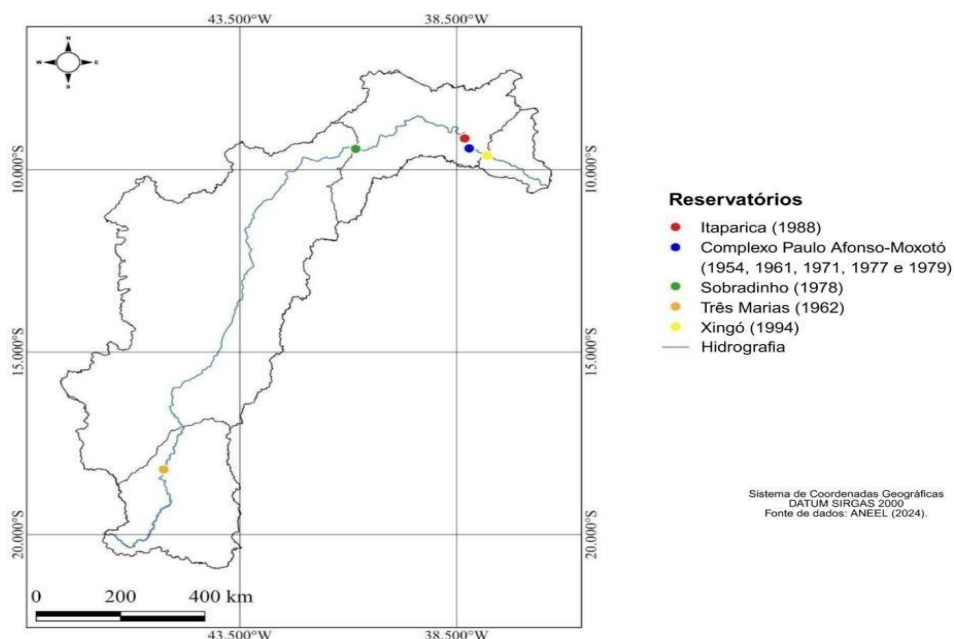 43.500°W 38.500°W
N
W E
S
10.000°S 10.000°S
15.000°S 15.000°S
20.000°S 20.000°S
0 200 400 km
43.500°W 38.500°W
Reservatórios
Itaparica (1988)
Complexo Paulo Afonso-Moxotó
(1954, 1961, 1971, 1977 e 1979)
Sobradinho (1978)
Três Marias (1962)
Xingó (1994)
Hidrografia
Sistema de Coordenadas Geográficas
DATUM SIRGAS 2000
Fonte de dados: ANEEL (2024).